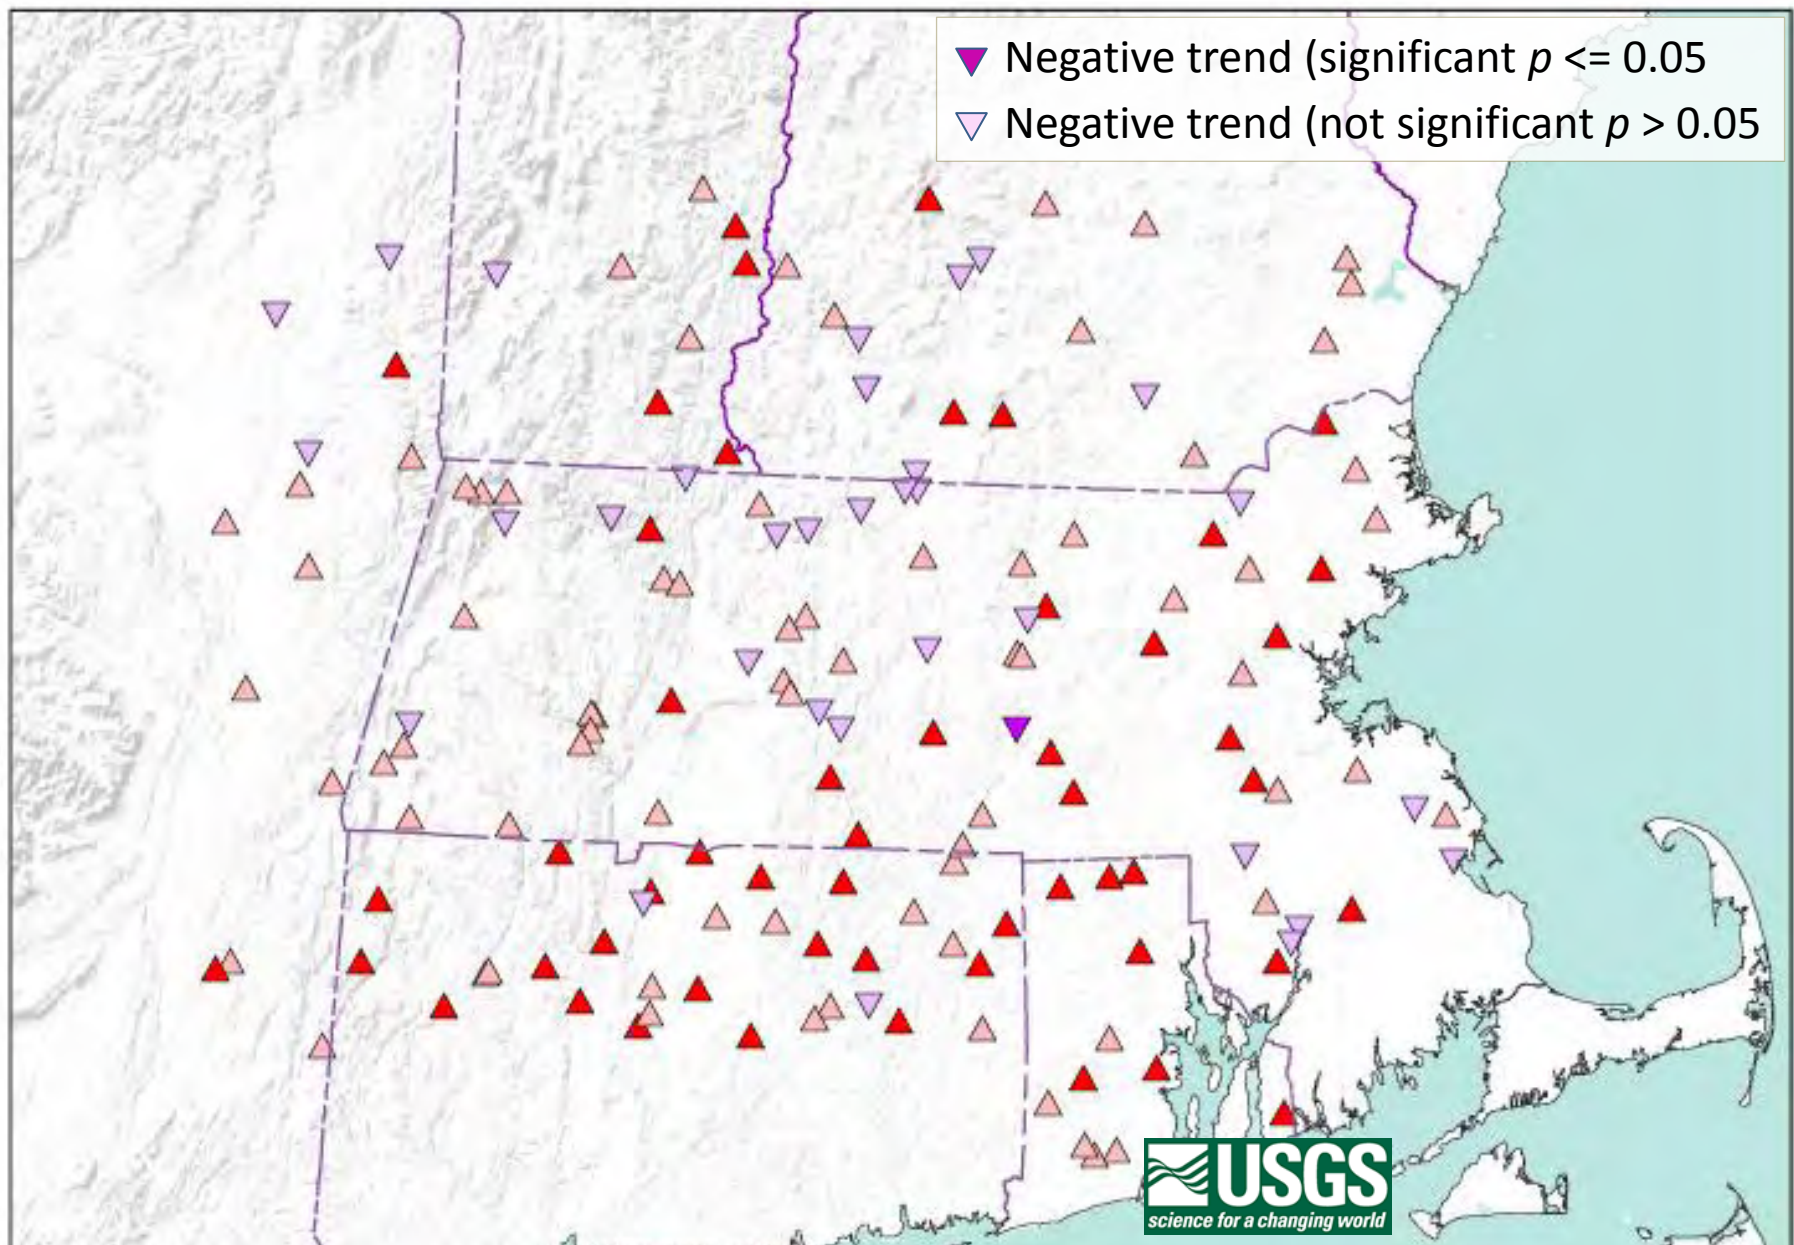 Negative trend (significant p <= 0.05
Negative trend (not significant p > 0.05
USGS
science for a changing world